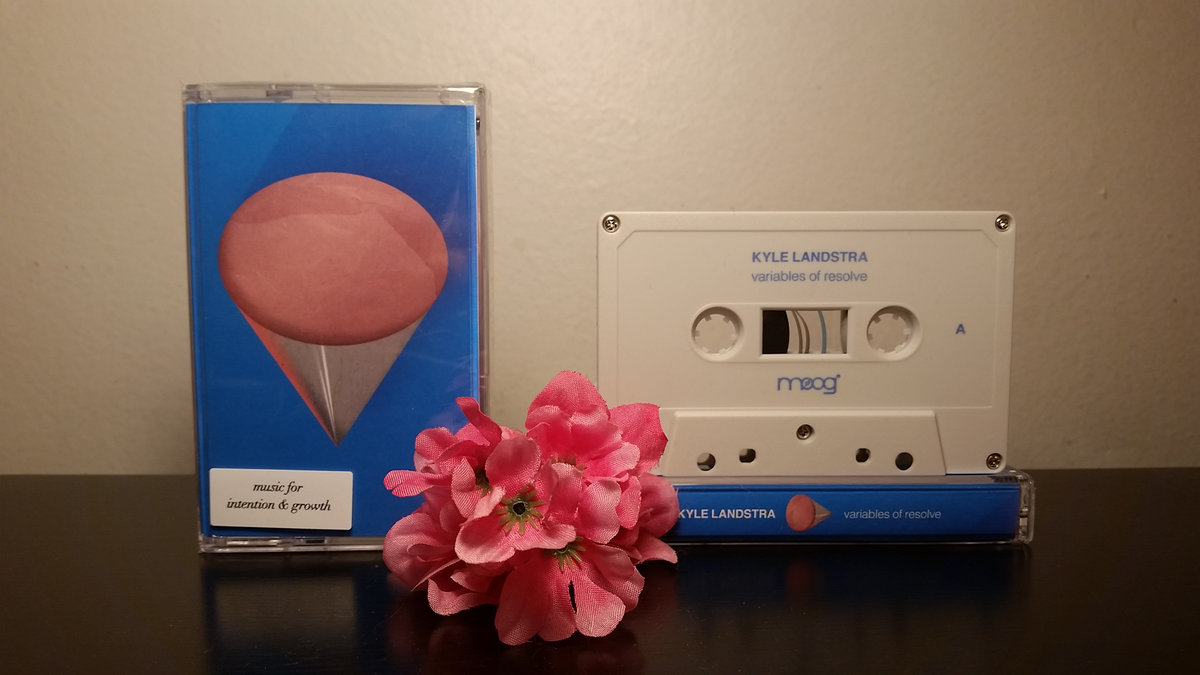 music for
intention & growth
KYLE LANDSTRA
variables of resolve
A
moog
KYLE LANDSTRA
variables of resolve